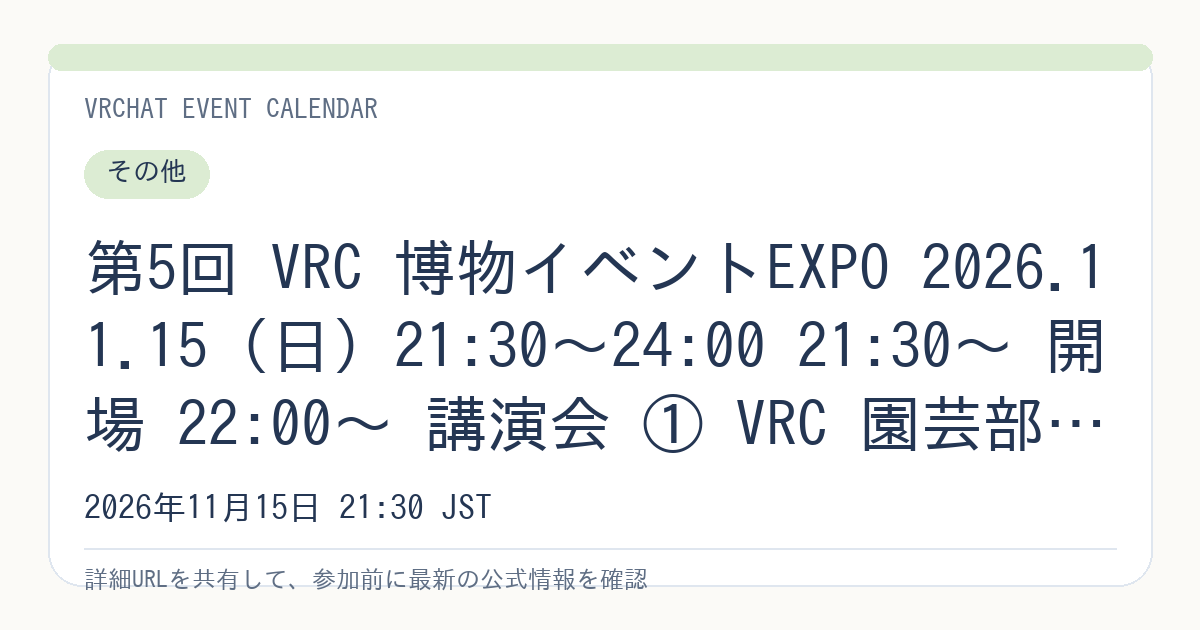 VRCHAT EVENT CALENDAR
その他
第5回 VRC 博物イベントEXPO 2026.1
1.15（日）21:30～24:00 21:30～ 開
場 22:00～ 講演会 ① VRC 園芸部…
2026年11月15日 21:30 JST
詳細URLを共有して、参加前に最新の公式情報を確認